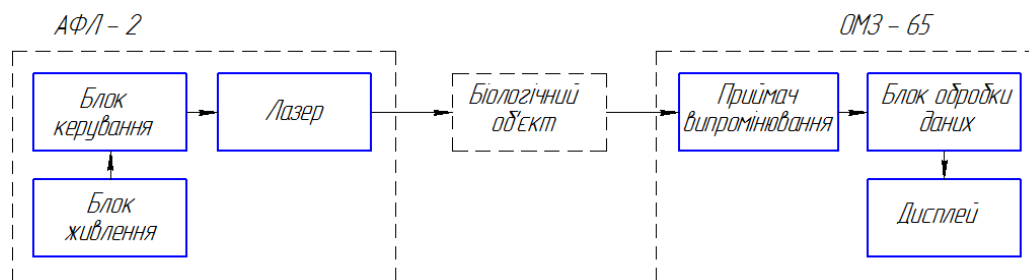 АФЛ – 2
ОМЗ – 65
Блок
керування
Лазер
Біологічний
об'єкт
Приймач
випромінювання
Блок обробки
даних
Блок
живлення
Дисплей